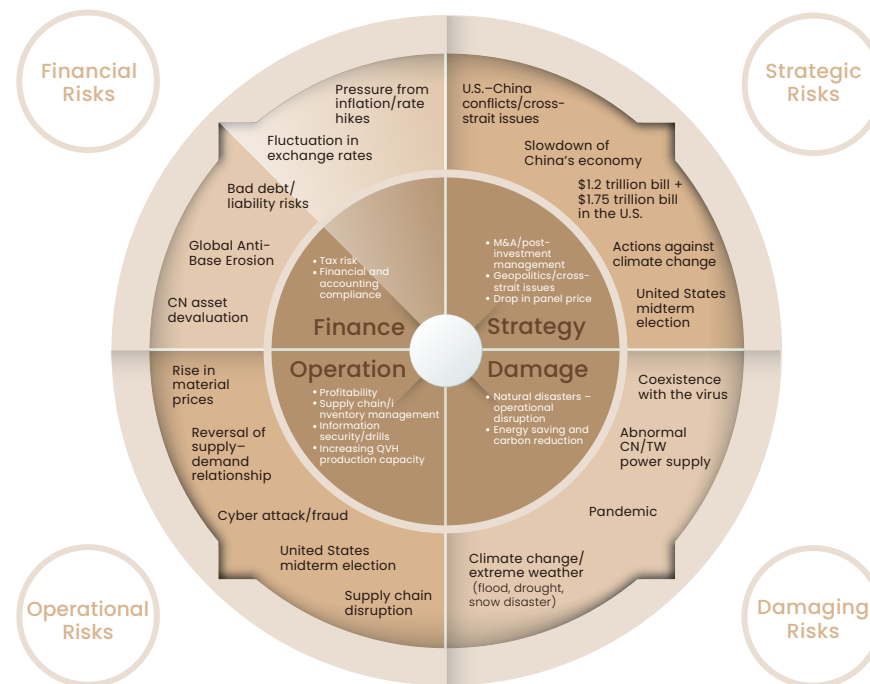 Financial
Risks
Strategic
Risks
Pressure from
inflation/rate
hikes
Fluctuation in
exchange rates
Bad debt/
liability risks
Global Anti-
Base Erosion
CN asset
devaluation
U.S.–China
conflicts/cross-
strait issues
Slowdown of
China's economy
$1.2 trillion bill +
$1.75 trillion bill
in the U.S.
Actions against
climate change
United States
midterm
election
• Tax risk
• Financial and
accounting
compliance
Finance
• M&A/post-
investment
management
• Geopolitics/cross-
strait issues
• Drop in panel price
Strategy
Operation
• Profitability
• Supply chain/i
nventory management
• Information
security/drills
• Increasing QVH
production capacity
Damage
• Natural disasters –
operational
disruption
• Energy saving and
carbon reduction
Rise in
material
prices
Reversal of
supply–
demand
relationship
Cyber attack/fraud
United States
midterm election
Supply chain
disruption
Coexistence
with the virus
Abnormal
CN/TW
power supply
Pandemic
Climate change/
extreme weather
(flood, drought,
snow disaster)
Operational
Risks
Damaging
Risks